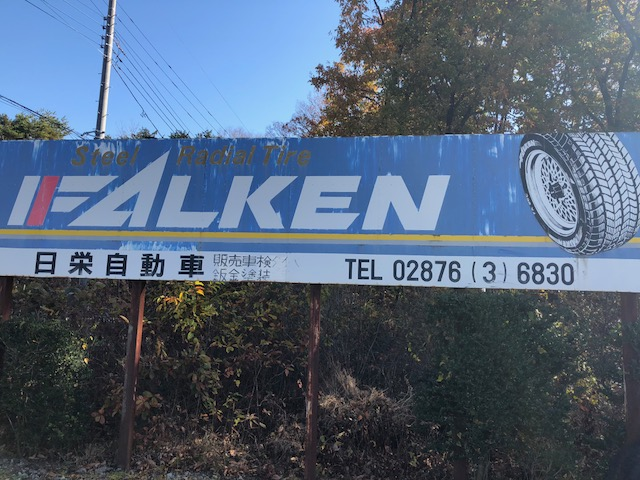 Steel Radial Tire
FALKEN
日栄自動車
販売車検
鈑金塗装
TEL 02876(3)6830